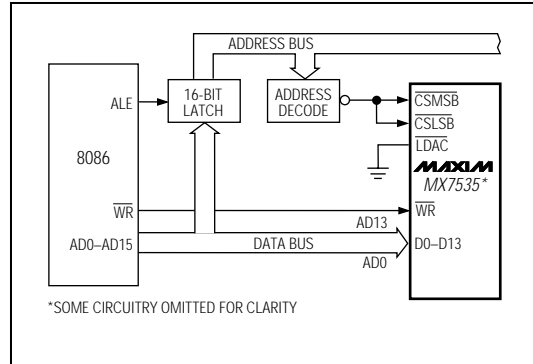 ADDRESS BUS
ALE
16-BIT
LATCH
ADDRESS
DECODE
CSMSB
CSLSB
LDAC
8086
MAXIM
MX7535*
WR
WR
AD13
AD0–AD15
DATA BUS
D0–D13
AD0
*SOME CIRCUITRY OMITTED FOR CLARITY